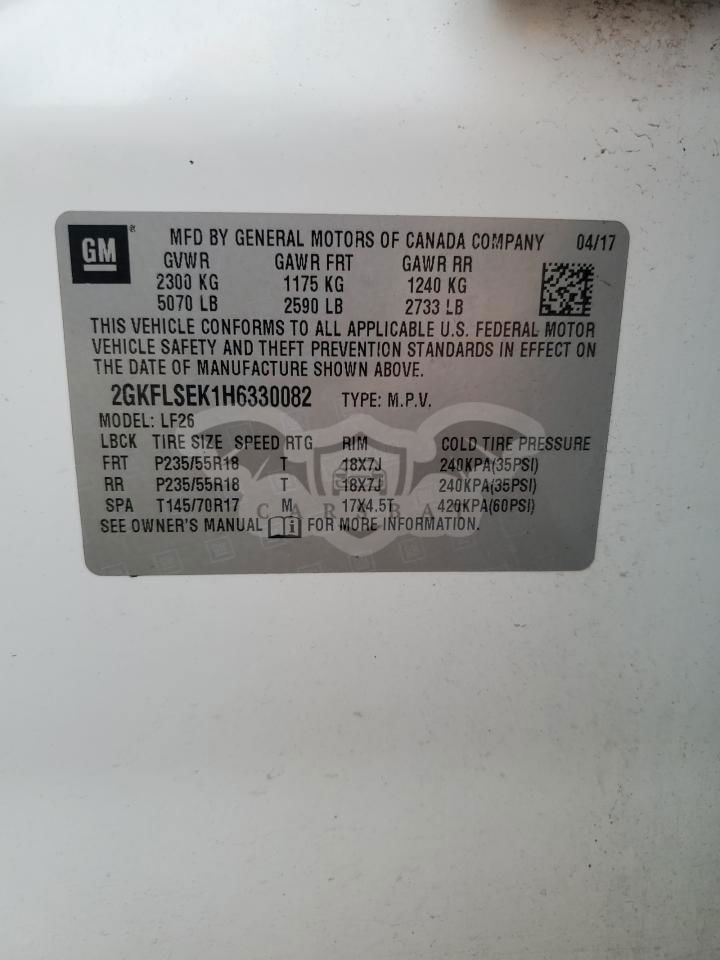 GM ® MFD BY GENERAL MOTORS OF CANADA COMPANY 04/17
GVWR GAWR FRT GAWR RR
2300 KG 1175 KG 1240 KG
5070 LB 2590 LB 2733 LB
THIS VEHICLE CONFORMS TO ALL APPLICABLE U.S. FEDERAL MOTOR
VEHICLE SAFETY AND THEFT PREVENTION STANDARDS IN EFFECT ON
THE DATE OF MANUFACTURE SHOWN ABOVE.
2GKFLSEK1H6330082 TYPE: M.P.V.
MODEL: LF26
LBCK TIRE SIZE SPEED RTG RIM COLD TIRE PRESSURE
FRT P235/55R18 T 18X7J 240KPA(35PSI)
RR P235/55R18 T 18X7J 240KPA(35PSI)
SPA T145/70R17 M 17X4.5T 420KPA(60PSI)
SEE OWNER'S MANUAL i FOR MORE INFORMATION.